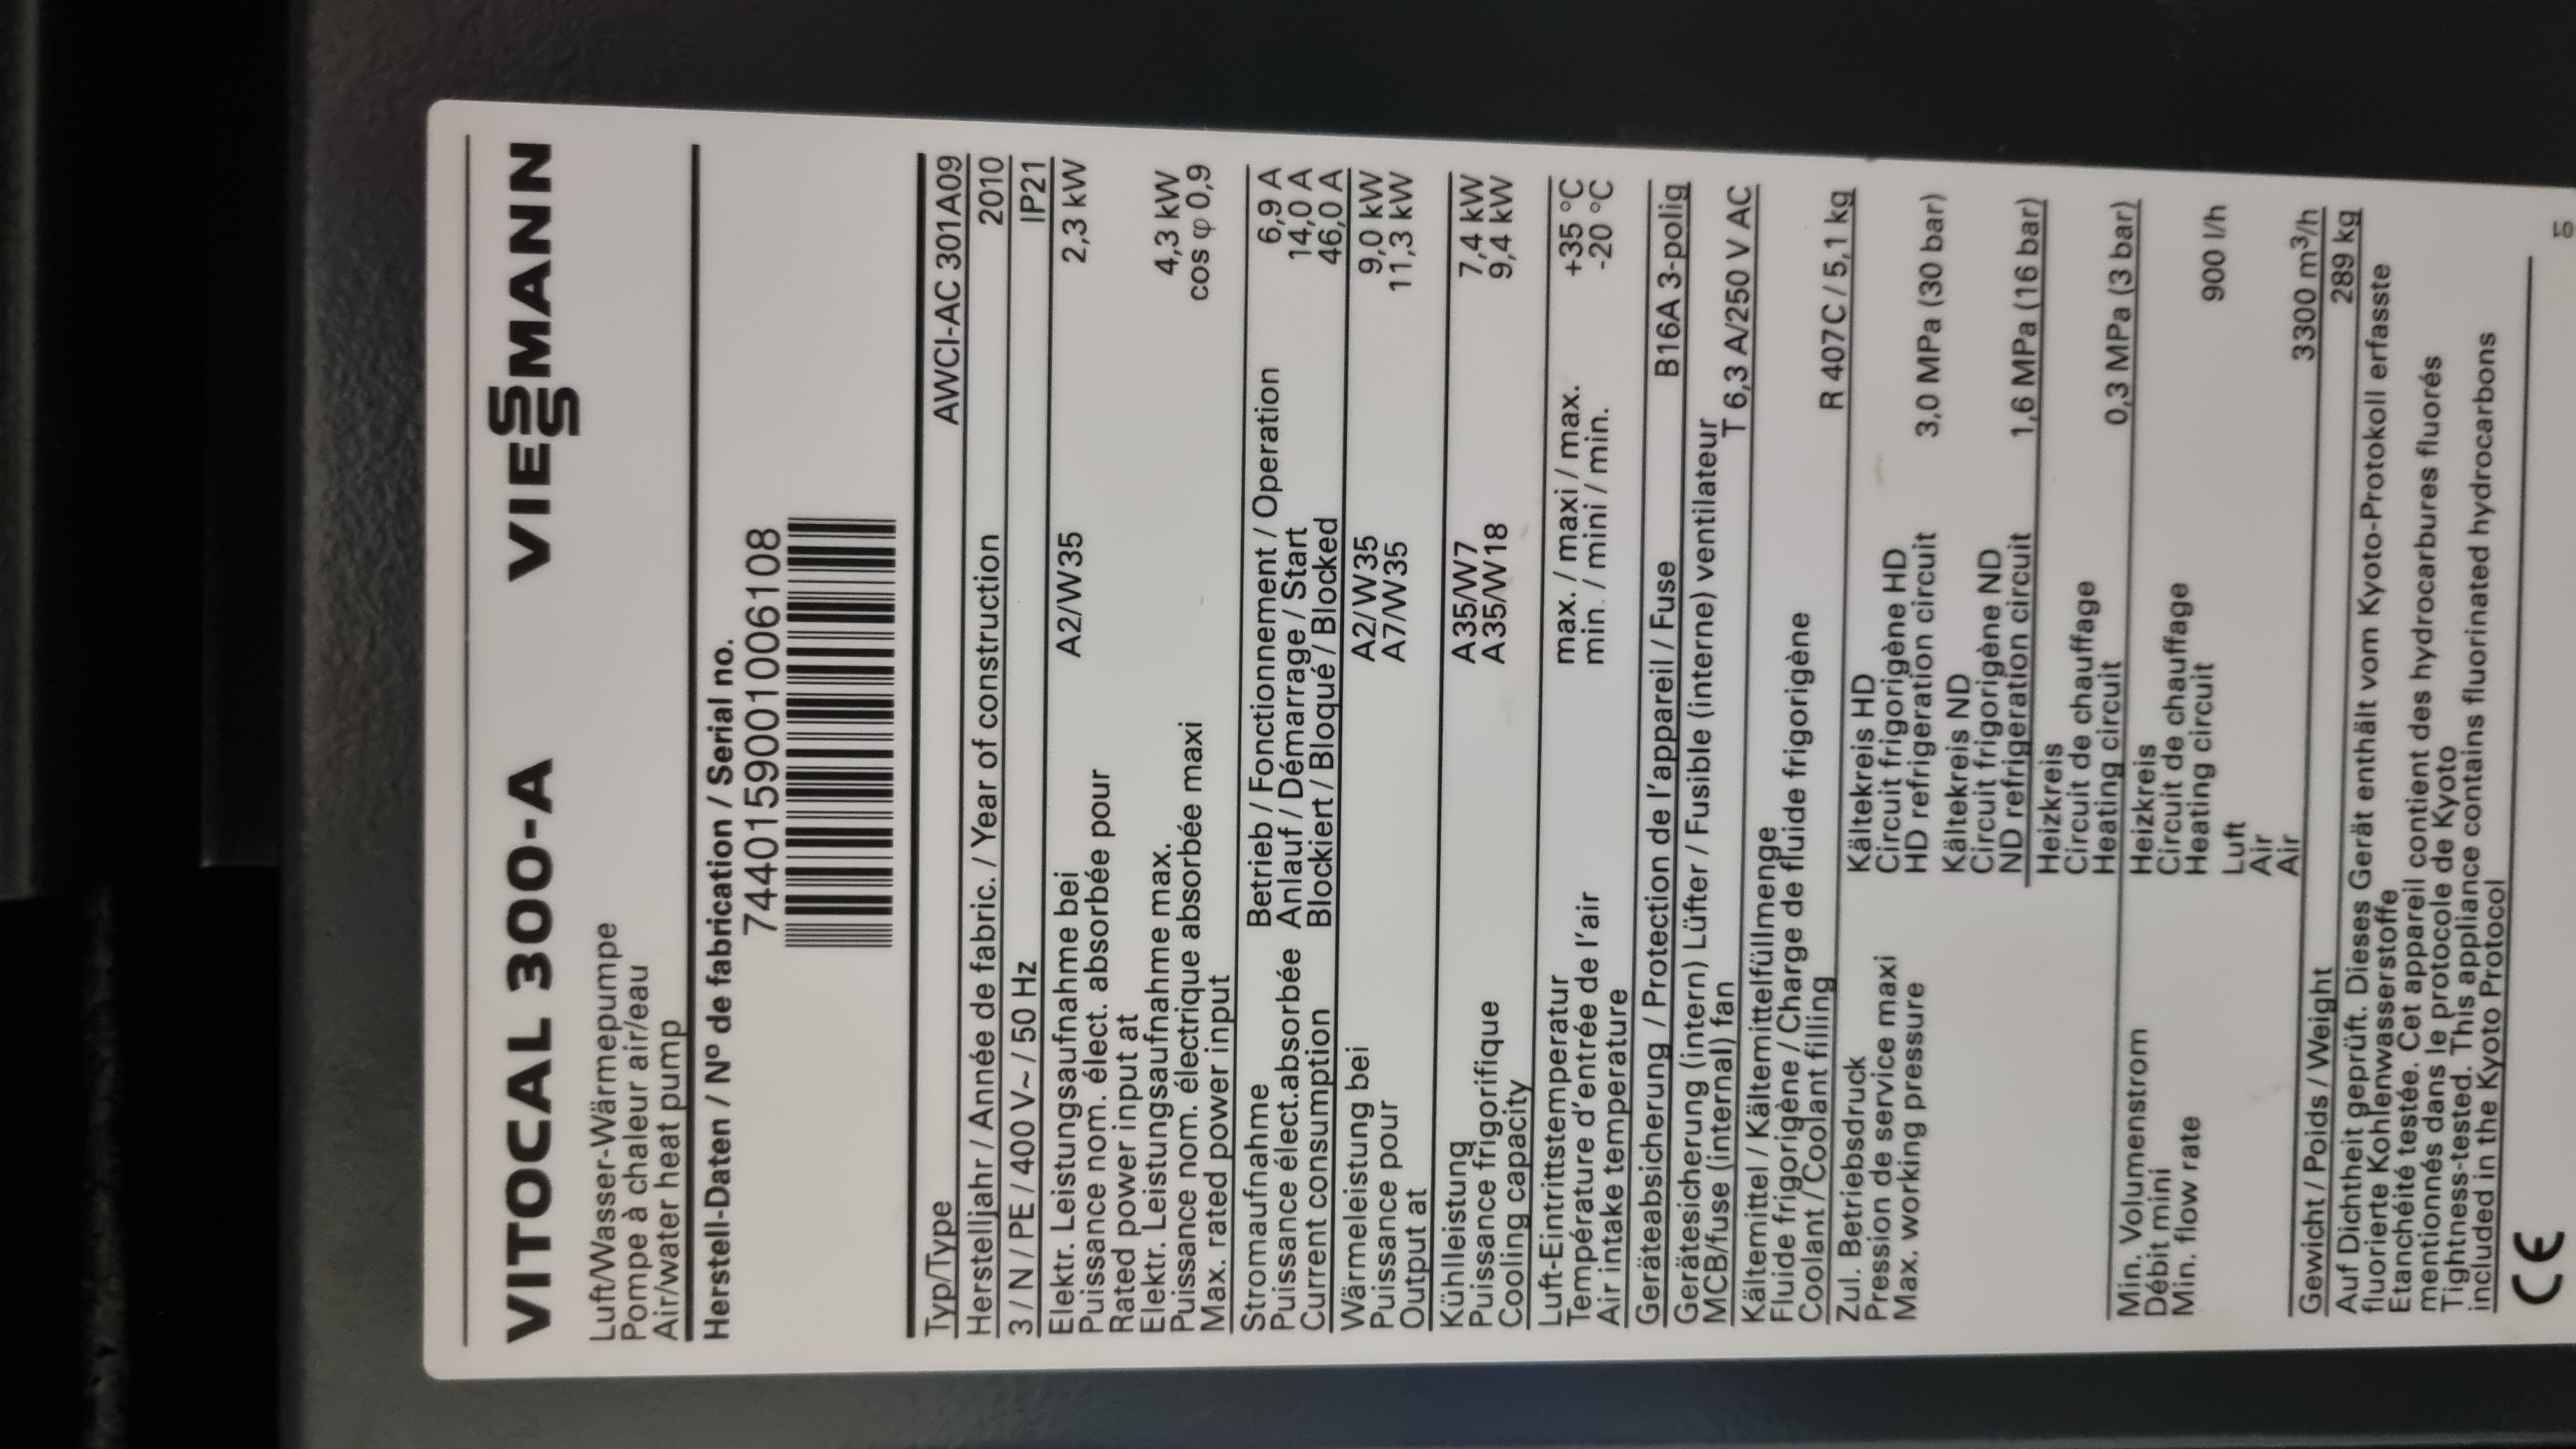 VITOCAL 300-A VIESSMANN
Luft/Wasser-Wärmepumpe
Pompe à chaleur air/eau
Air/water heat pump
Herstell-Daten / Nº de fabrication / Serial no.
7440159001006108
Typ/Type AWCI-AC 301A09
Herstelljahr / Année de fabric. / Year of construction 2010
3 / N / PE / 400 V~ / 50 Hz IP21
Elektr. Leistungsaufnahme bei A2/W35 2,3 kW
Puissance nom. élect. absorbée pour
Rated power input at
Elektr. Leistungsaufnahme max. 4,3 kW
Puissance nom. électrique absorbée maxi cos φ 0,9
Max. rated power input
Stromaufnahme Betrieb / Fonctionnement / Operation 6,9 A
Puissance élect.absorbée Anlauf / Démarrage / Start 14,0 A
Current consumption Blockiert / Bloqué / Blocked 46,0 A
Wärmeleistung bei A2/W35 9,0 kW
Puissance pour A7/W35 11,3 kW
Output at
Kühlleistung A35/W7 7,4 kW
Puissance frigorifique A35/W18 9,4 kW
Cooling capacity
Luft-Eintrittstemperatur max. / maxi / max. +35 °C
Température d'entrée de l'air min. / mini / min. -20 °C
Air intake temperature
Geräteabsicherung / Protection de l'appareil / Fuse B16A 3-polig
Gerätesicherung (intern) Lüfter / Fusible (interne) ventilateur
MCB/fuse (internal) fan T 6,3 A/250 V AC
Kältemittel / Kältemittelfüllmenge
Fluide frigorigène / Charge de fluide frigorigène
Coolant / Coolant filling R 407C / 5,1 kg
Zul. Betriebsdruck Kältekreis HD
Pression de service maxi Circuit frigorigène HD
Max. working pressure HD refrigeration circuit 3,0 MPa (30 bar)
Kältekreis ND
Circuit frigorigène ND
ND refrigeration circuit 1,6 MPa (16 bar)
Heizkreis
Circuit de chauffage
Heating circuit 0,3 MPa (3 bar)
Min. Volumenstrom Heizkreis
Débit mini Circuit de chauffage
Min. flow rate Heating circuit 900 l/h
Luft
Air
Air 3300 m³/h
Gewicht / Poids / Weight 289 kg
Auf Dichtheit geprüft. Dieses Gerät enthält vom Kyoto-Protokoll erfasste
fluorierte Kohlenwasserstoffe
Etanchéité testée. Cet appareil contient des hydrocarbures fluorés
mentionnés dans le protocole de Kyoto
Tightness-tested. This appliance contains fluorinated hydrocarbons
included in the Kyoto Protocol
CE